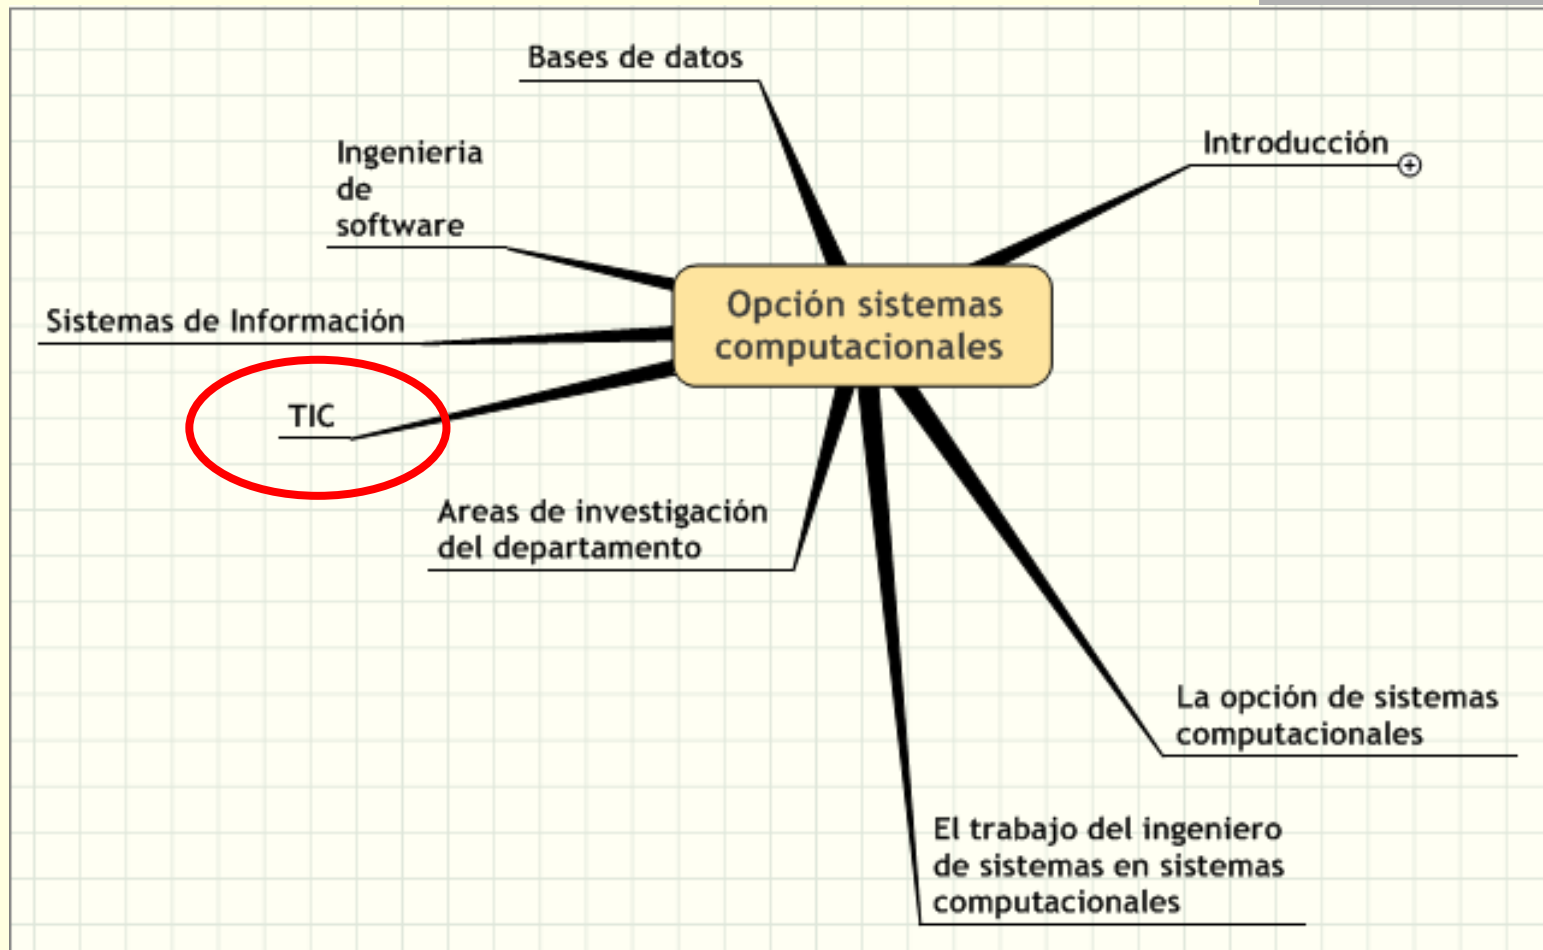 Bases de datos
Introducción
Ingenieria
de
software
Opción sistemas
computacionales
Sistemas de Información
TIC
Areas de investigación
del departamento
La opción de sistemas
computacionales
El trabajo del ingeniero
de sistemas en sistemas
computacionales